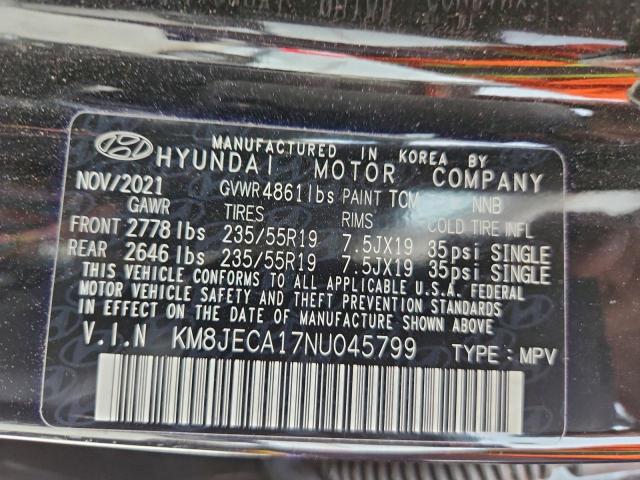 MANUFACTURED IN KOREA BY
HYUNDAI MOTOR COMPANY
NOV/2021 GVWR 4861lbs PAINT TCM NNB
GAWR TIRES RIMS COLD TIRE INFL
FRONT 2778 lbs 235/55R19 7.5JX19 35psi SINGLE
REAR 2646 lbs 235/55R19 7.5JX19 35psi SINGLE
THIS VEHICLE CONFORMS TO ALL APPLICABLE U.S.A. FEDERAL
MOTOR VEHICLE SAFETY AND THEFT PREVENTION STANDARDS
IN EFFECT ON THE DATE OF MANUFACTURE SHOWN ABOVE.
V.I.N KM8JECA17NU045799 TYPE : MPV